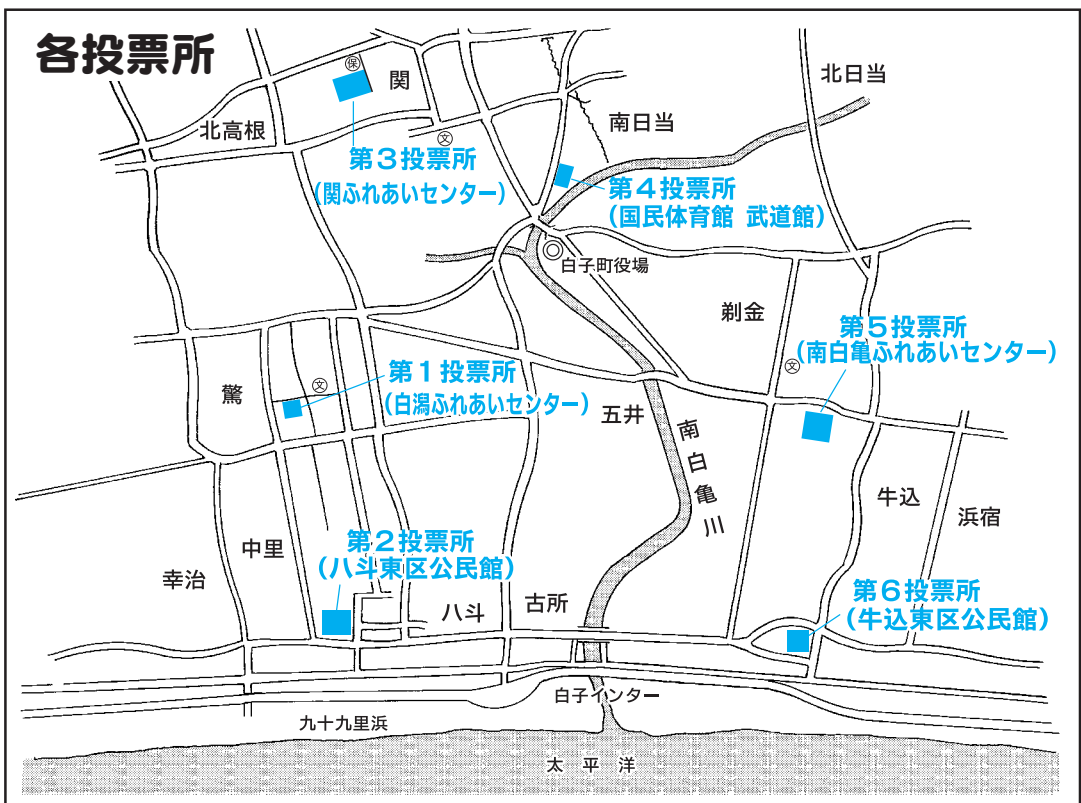 各投票所
北日当
関
保
北高根
南日当
文
第3投票所
(関ふれあいセンター)
第4投票所
(国民体育館 武道館)
白子町役場
剃金
第5投票所
(南白亀ふれあいセンター)
文
第1投票所
(白潟ふれあいセンター)
文
驚
五井
南白亀川
牛込
浜宿
第2投票所
(八斗東区公民館)
中里
幸治
八斗
古所
第6投票所
(牛込東区公民館)
白子インター
九十九里浜
太平洋